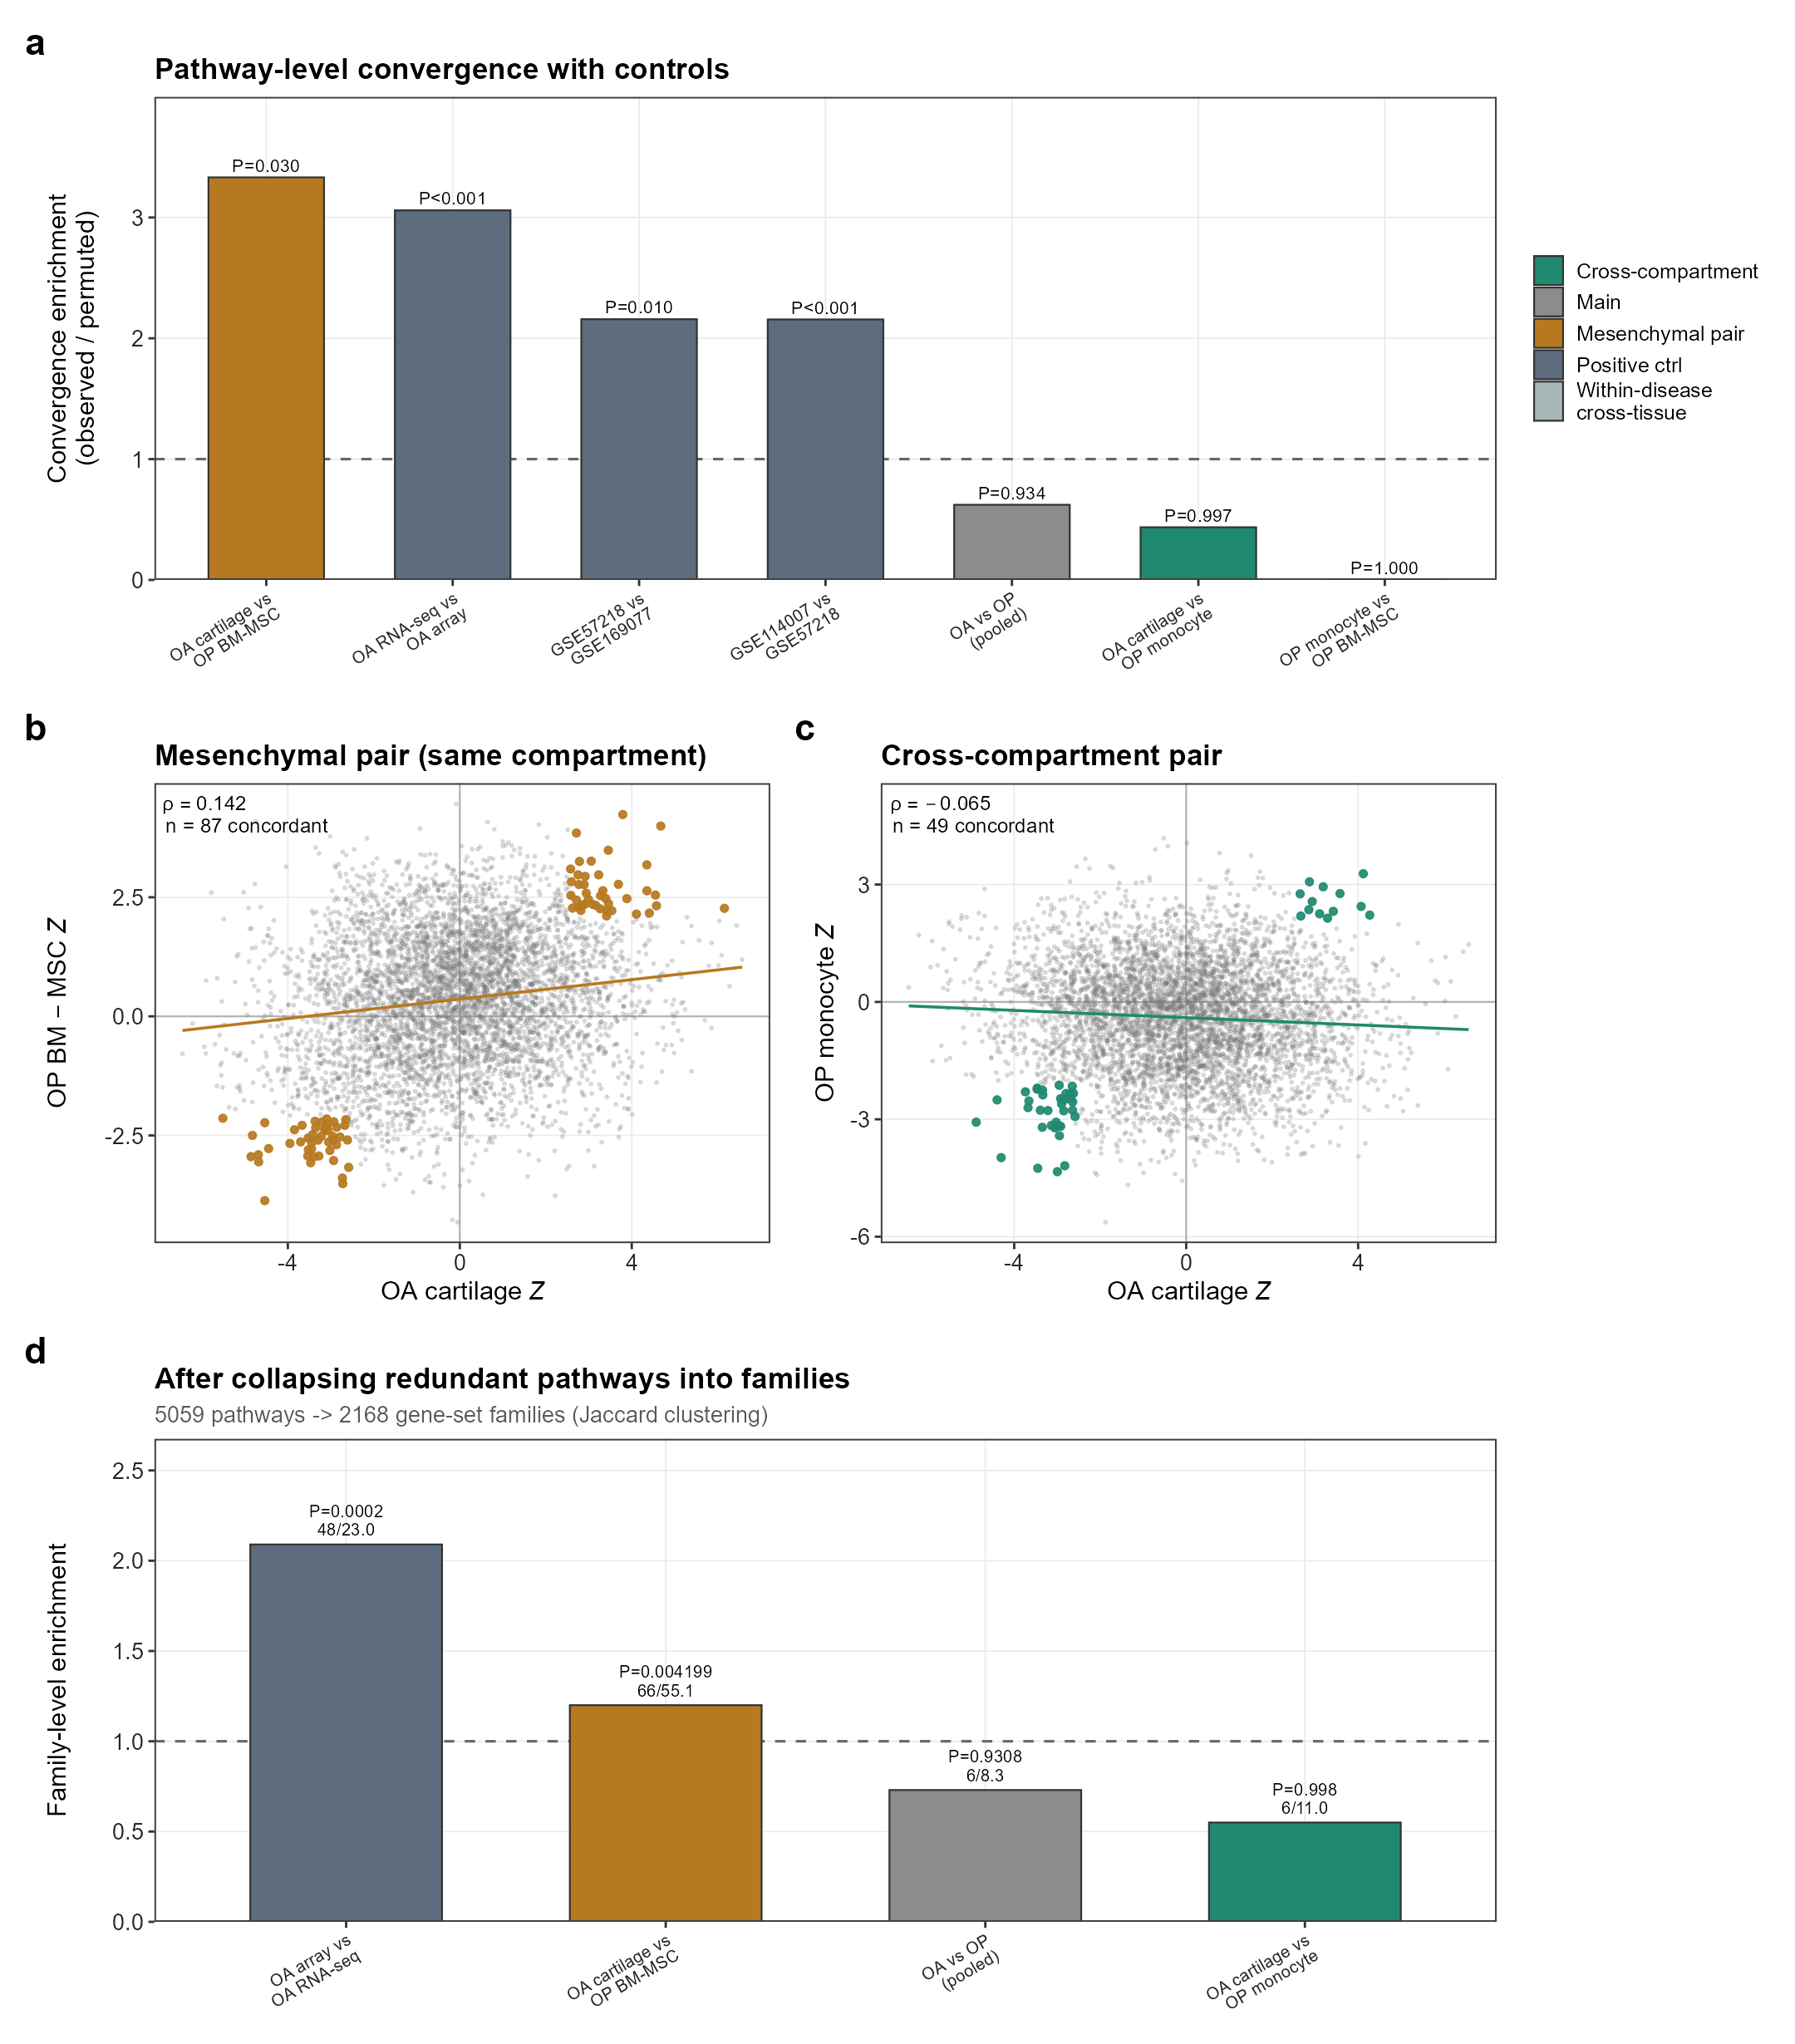 a
Pathway-level convergence with controls
Convergence enrichment
(observed / permuted)
3
2
1
0
P=0.030
P<0.001
P=0.010
P<0.001
P=0.934
P=0.997
P=1.000
OA cartilage vs
OP BM-MSC
OA RNA-seq vs
OA array
GSE57218 vs
GSE169077
GSE114007 vs
GSE57218
OA vs OP
(pooled)
OA cartilage vs
OP monocyte
OP monocyte vs
OP BM-MSC
Cross-compartment
Main
Mesenchymal pair
Positive ctrl
Within-disease
cross-tissue
b
Mesenchymal pair (same compartment)
ρ = 0.142
n = 87 concordant
OP BM – MSC Z
2.5
0.0
-2.5
-4
0
4
OA cartilage Z
c
Cross-compartment pair
ρ = – 0.065
n = 49 concordant
OP monocyte Z
3
0
-3
-6
-4
0
4
OA cartilage Z
d
After collapsing redundant pathways into families
5059 pathways -> 2168 gene-set families (Jaccard clustering)
Family-level enrichment
2.5
2.0
1.5
1.0
0.5
0.0
P=0.0002
48/23.0
P=0.004199
66/55.1
P=0.9308
6/8.3
P=0.998
6/11.0
OA array vs
OA RNA-seq
OA cartilage vs
OP BM-MSC
OA vs OP
(pooled)
OA cartilage vs
OP monocyte